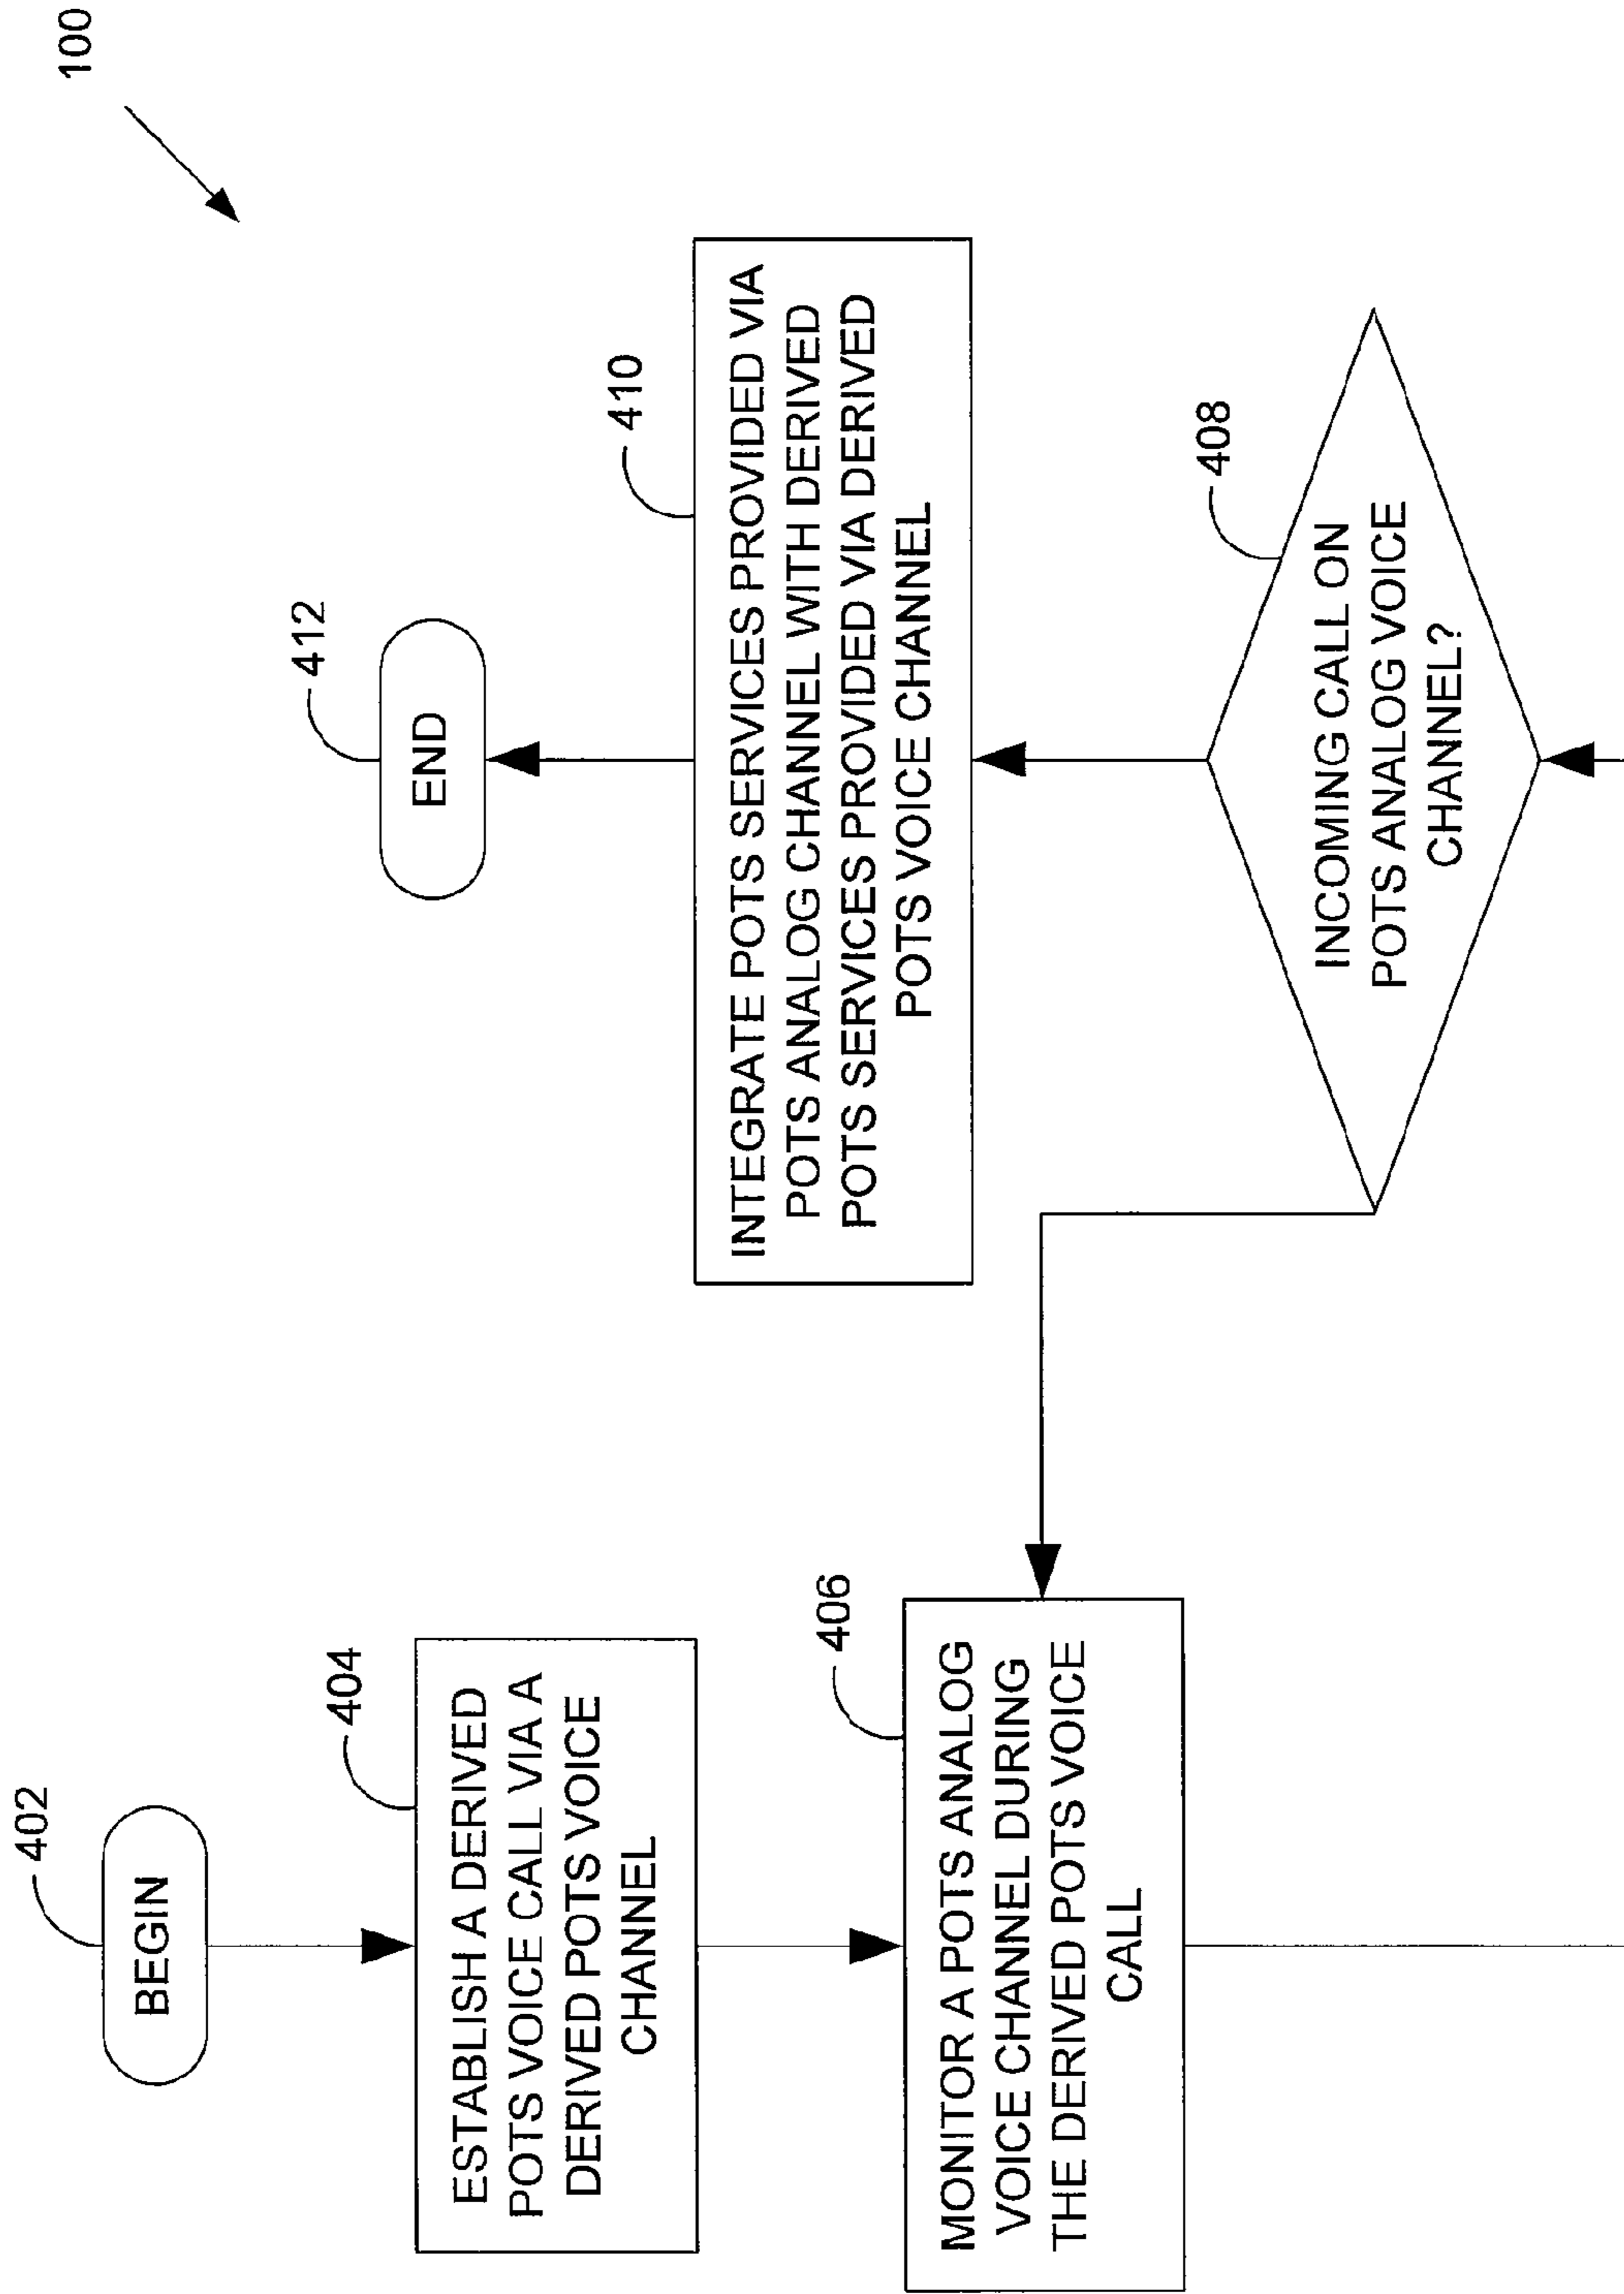 100
402
BEGIN
404
ESTABLISH A DERIVED
POTS VOICE CALL VIA A
DERIVED POTS VOICE
CHANNEL
406
MONITOR A POTS ANALOG
VOICE CHANNEL DURING
THE DERIVED POTS VOICE
CALL
408
INCOMING CALL ON
POTS ANALOG VOICE
CHANNEL?
410
INTEGRATE POTS SERVICES PROVIDED VIA
POTS ANALOG CHANNEL WITH DERIVED
POTS SERVICES PROVIDED VIA DERIVED
POTS VOICE CHANNEL
412
END